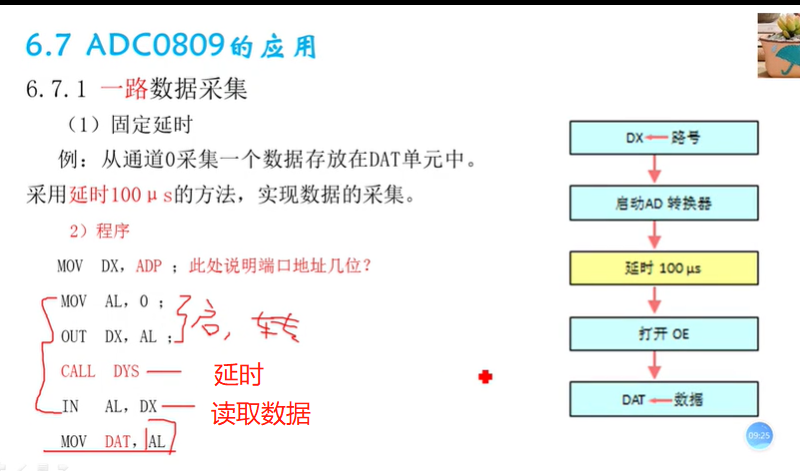 6.7 ADC0809的应用
6.7.1 一路数据采集
（1）固定延时
例：从通道0采集一个数据存放在DAT单元中。
采用延时100μs的方法，实现数据的采集。
2）程序
MOV DX，ADP ；此处说明端口地址几位？
MOV AL，0 ；
OUT DX，AL ；
启，转
CALL DYS
延时
IN AL，DX
读取数据
MOV DAT，AL
DX 路号
启动AD 转换器
延时 100 μs
打开 OE
DAT 数据
09:25